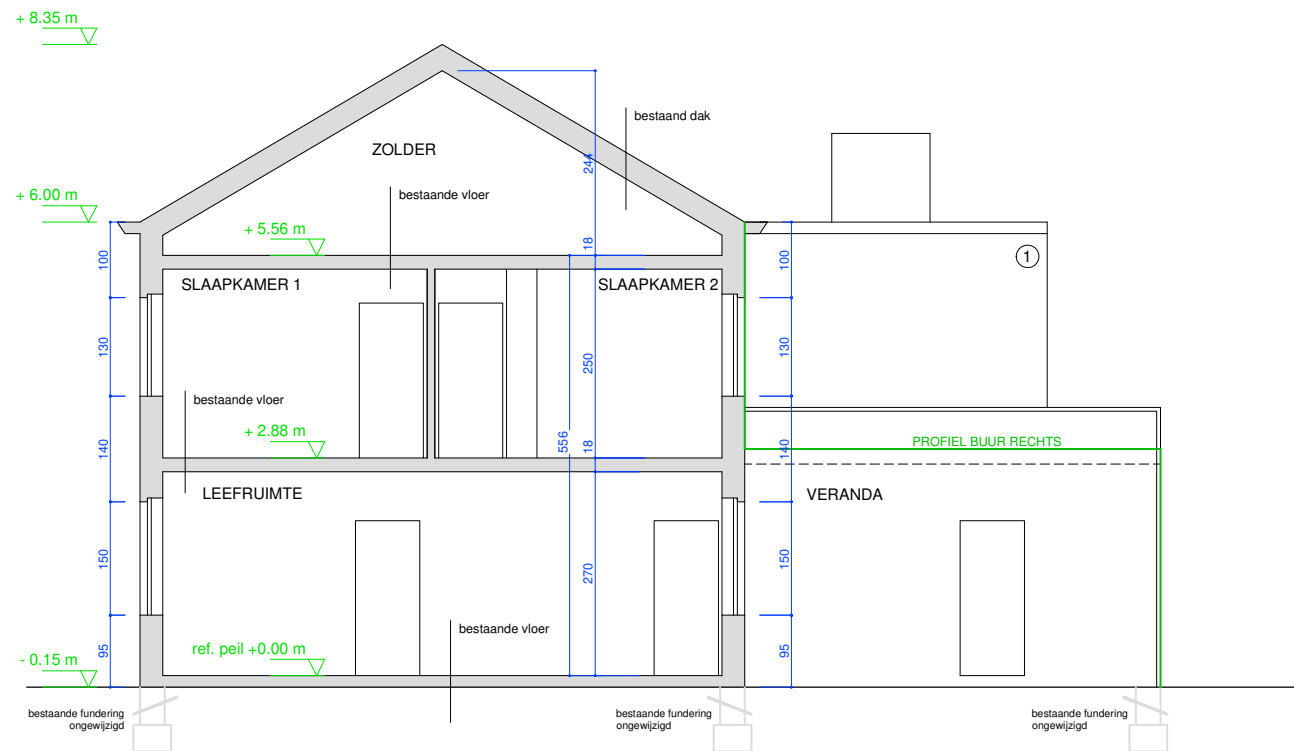 + 8.35 m
bestaand dak
ZOLDER
244
bestaande vloer
+ 6.00 m
+ 5.56 m
18
100
100
1
SLAAPKAMER 1
SLAAPKAMER 2
130
250
130
bestaande vloer
+ 2.88 m
140
556
18
140
PROFIEL BUUR RECHTS
LEEFRUIMTE
VERANDA
150
270
150
bestaande vloer
ref. peil +0.00 m
95
95
- 0.15 m
bestaande fundering
ongewijzigd
bestaande fundering
ongewijzigd
bestaande fundering
ongewijzigd